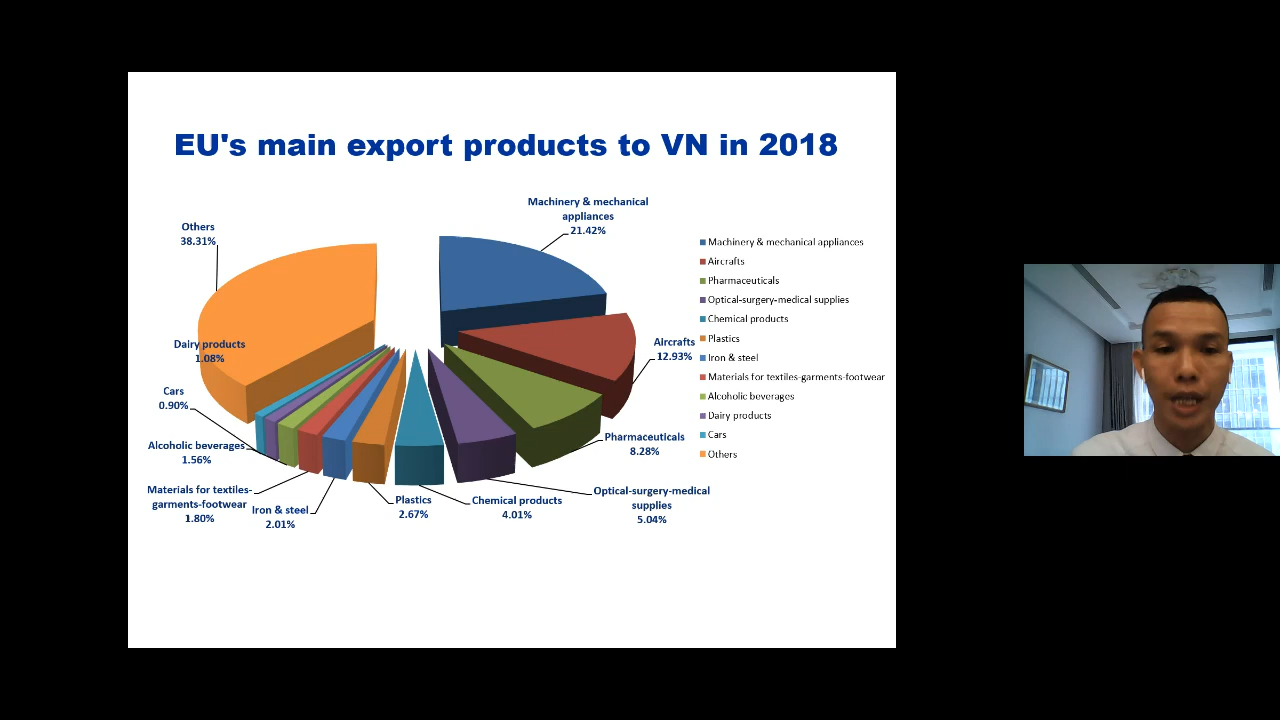 EU's main export products to VN in 2018
Machinery & mechanical
appliances
21.42%
Others
38.31%
Aircrafts
12.93%
Dairy products
1.08%
Cars
0.90%
Pharmaceuticals
8.28%
Alcoholic beverages
1.56%
Materials for textiles-
garments-footwear
1.80%
Iron & steel
2.01%
Plastics
2.67%
Chemical products
4.01%
Optical-surgery-medical
supplies
5.04%
Machinery & mechanical appliances
Aircrafts
Pharmaceuticals
Optical-surgery-medical supplies
Chemical products
Plastics
Iron & steel
Materials for textiles-garments-footwear
Alcoholic beverages
Dairy products
Cars
Others